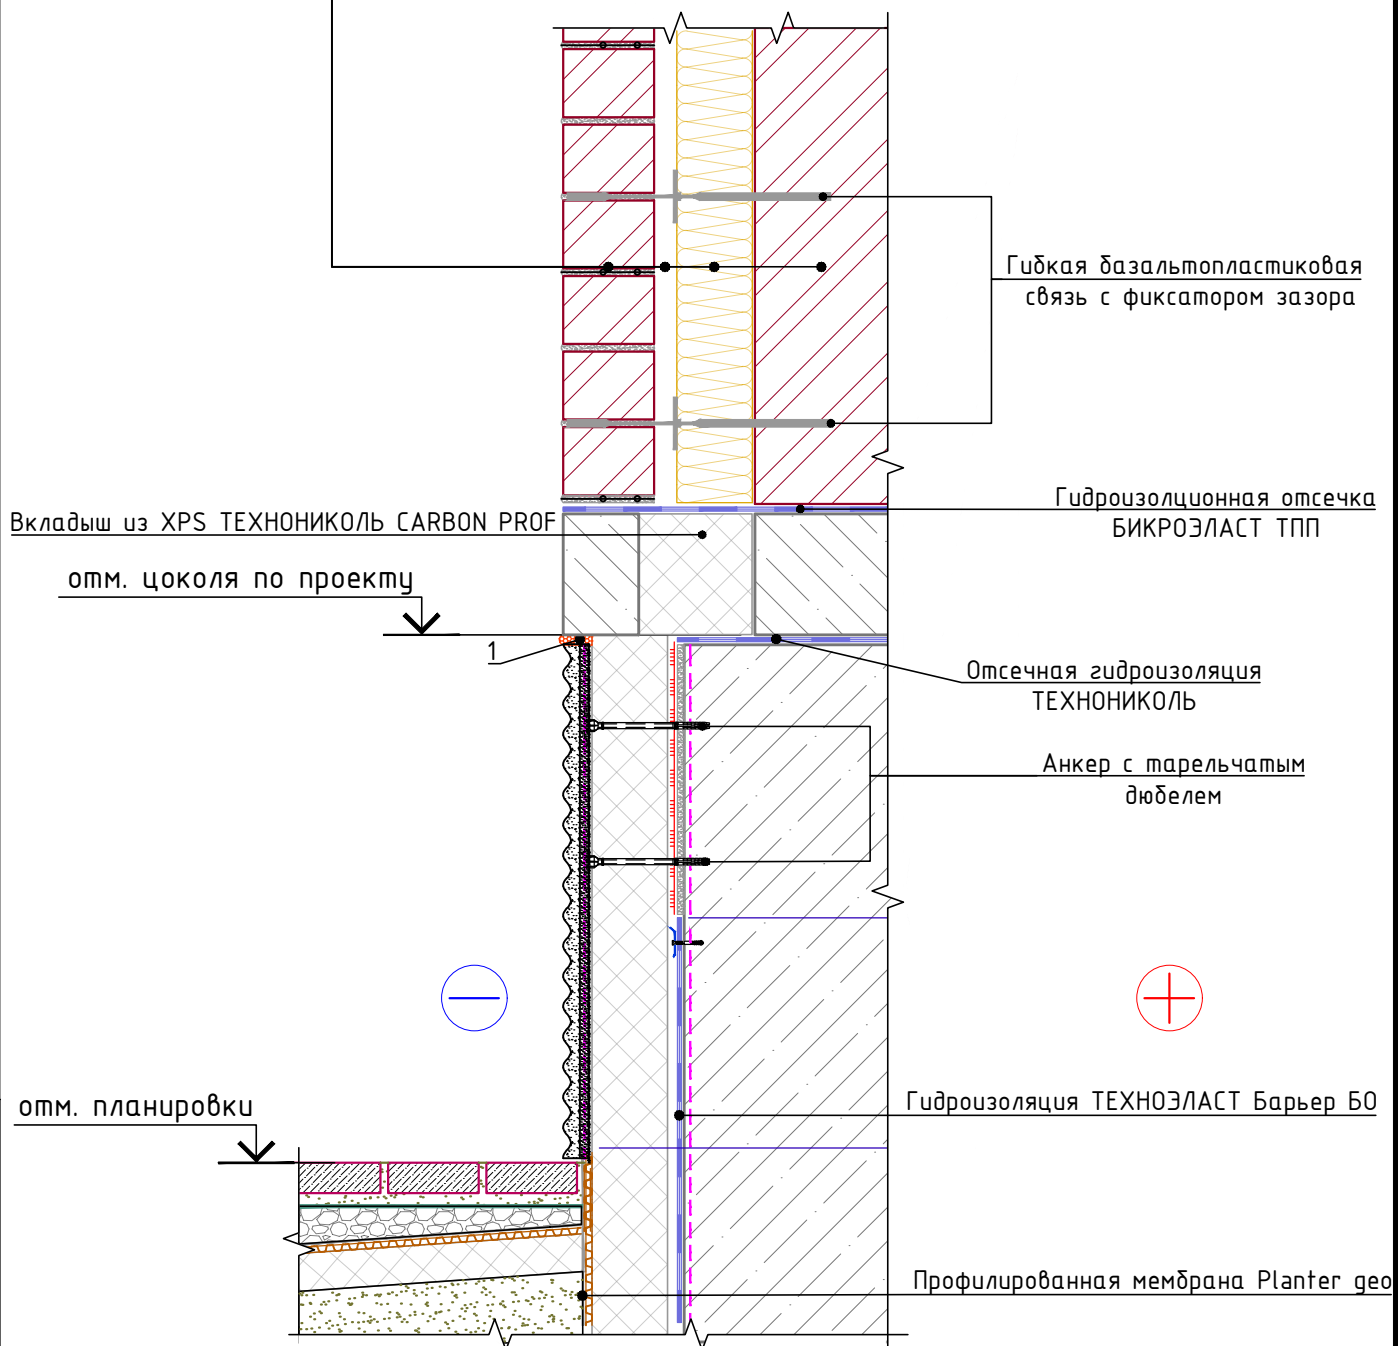 Гибкая базальтопластиковая
связь с фиксатором зазора
Гидроизолционная отсечка
БИКРОЭЛАСТ ТПП
Вкладыш из XPS ТЕХНОНИКОЛЬ CARBON PROF
отм. цоколя по проекту
1
Отсечная гидроизоляция
ТЕХНОНИКОЛЬ
Анкер с тарельчатым
дюбелем
отм. планировки
Гидроизоляция ТЕХНОЭЛАСТ Барьер БО
Профилированная мембрана Planter geo